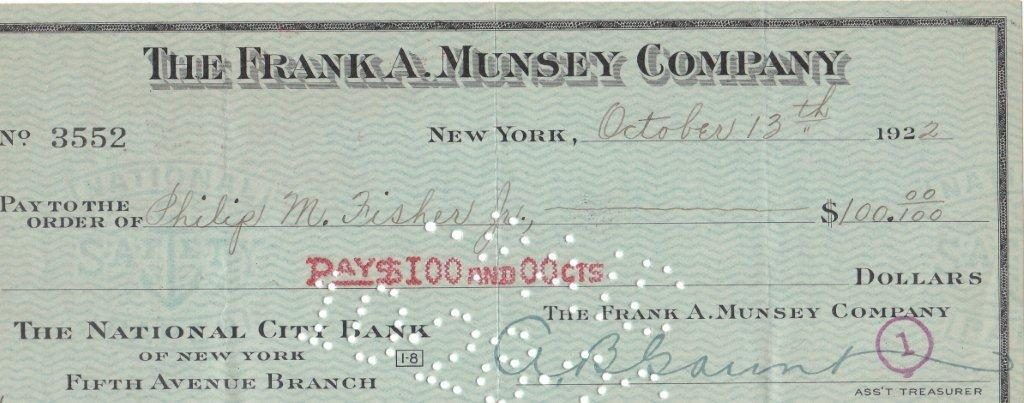 THE FRANK A. MUNSEY COMPANY
No 3552 NEW YORK, October 13th 1922
PAY TO THE ORDER OF Philip M. Fisher Jr., $100.00/100
PAY $100 AND 00 CTS DOLLARS
THE FRANK A. MUNSEY COMPANY
THE NATIONAL CITY BANK
OF NEW YORK 1-8
FIFTH AVENUE BRANCH
1
ASS'T TREASURER